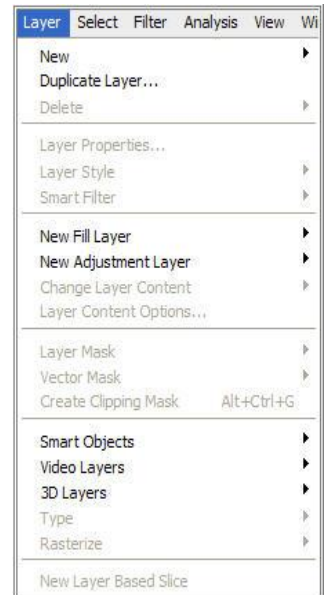 Layer Select Filter Analysis View Wi
New
Duplicate Layer...
Delete
Layer Properties...
Layer Style
Smart Filter
New Fill Layer
New Adjustment Layer
Change Layer Content
Layer Content Options...
Layer Mask
Vector Mask
Create Clipping Mask Alt+Ctrl+G
Smart Objects
Video Layers
3D Layers
Type
Rasterize
New Layer Based Slice